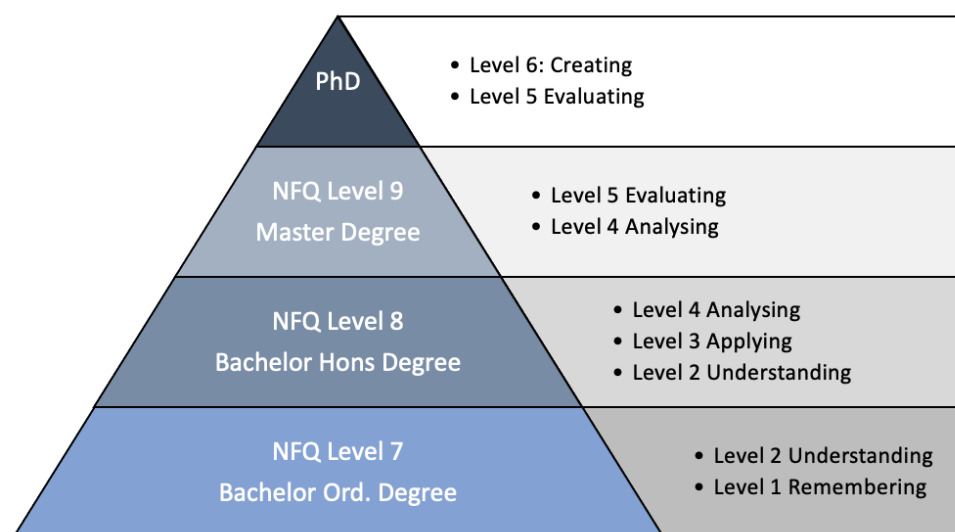 PhD
• Level 6: Creating
• Level 5 Evaluating
NFQ Level 9
Master Degree
• Level 5 Evaluating
• Level 4 Analysing
NFQ Level 8
Bachelor Hons Degree
• Level 4 Analysing
• Level 3 Applying
• Level 2 Understanding
NFQ Level 7
Bachelor Ord. Degree
• Level 2 Understanding
• Level 1 Remembering